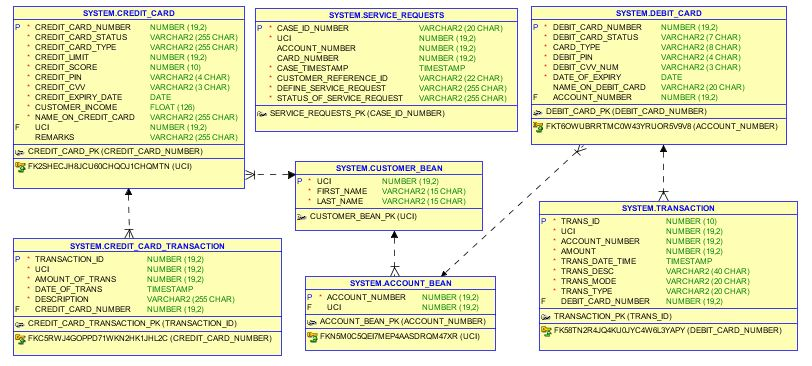 SYSTEM.CREDIT_CARD
P * CREDIT_CARD_NUMBER NUMBER (19,2)
* CREDIT_CARD_STATUS VARCHAR2 (255 CHAR)
* CREDIT_CARD_TYPE VARCHAR2 (255 CHAR)
* CREDIT_LIMIT NUMBER (19,2)
* CREDIT_SCORE NUMBER (10)
* CREDIT_PIN VARCHAR2 (4 CHAR)
* CREDIT_CVV VARCHAR2 (3 CHAR)
CREDIT_EXPIRY_DATE DATE
* CUSTOMER_INCOME FLOAT (126)
* NAME_ON_CREDIT_CARD VARCHAR2 (255 CHAR)
F UCI NUMBER (19,2)
REMARKS VARCHAR2 (255 CHAR)
CREDIT_CARD_PK (CREDIT_CARD_NUMBER)
FK2SHECJH8JCU60CHQOJ1CHQMTN (UCI)
SYSTEM.SERVICE_REQUESTS
P * CASE_ID_NUMBER VARCHAR2 (20 CHAR)
* UCI NUMBER (19,2)
ACCOUNT_NUMBER NUMBER (19,2)
CARD_NUMBER NUMBER (19,2)
* CASE_TIMESTAMP TIMESTAMP
* CUSTOMER_REFERENCE_ID VARCHAR2 (22 CHAR)
* DEFINE_SERVICE_REQUEST VARCHAR2 (255 CHAR)
* STATUS_OF_SERVICE_REQUEST VARCHAR2 (255 CHAR)
SERVICE_REQUESTS_PK (CASE_ID_NUMBER)
SYSTEM.DEBIT_CARD
P * DEBIT_CARD_NUMBER NUMBER (19,2)
* DEBIT_CARD_STATUS VARCHAR2 (7 CHAR)
* CARD_TYPE VARCHAR2 (8 CHAR)
* DEBIT_PIN VARCHAR2 (4 CHAR)
* DEBIT_CVV_NUM VARCHAR2 (3 CHAR)
* DATE_OF_EXPIRY DATE
NAME_ON_DEBIT_CARD VARCHAR2 (20 CHAR)
F ACCOUNT_NUMBER NUMBER (19,2)
DEBIT_CARD_PK (DEBIT_CARD_NUMBER)
FKT6OWUBRRTMC0W43YRUOR5V9V8 (ACCOUNT_NUMBER)
SYSTEM.CUSTOMER_BEAN
P * UCI NUMBER (19,2)
* FIRST_NAME VARCHAR2 (15 CHAR)
* LAST_NAME VARCHAR2 (15 CHAR)
CUSTOMER_BEAN_PK (UCI)
SYSTEM.CREDIT_CARD_TRANSACTION
P * TRANSACTION_ID NUMBER (19,2)
* UCI NUMBER (19,2)
* AMOUNT_OF_TRANS NUMBER (19,2)
* DATE_OF_TRANS TIMESTAMP
* DESCRIPTION VARCHAR2 (255 CHAR)
F CREDIT_CARD_NUMBER NUMBER (19,2)
CREDIT_CARD_TRANSACTION_PK (TRANSACTION_ID)
FKC5RWJ4GOPPD71WKN2HK1JHL2C (CREDIT_CARD_NUMBER)
SYSTEM.ACCOUNT_BEAN
P * ACCOUNT_NUMBER NUMBER (19,2)
F UCI NUMBER (19,2)
ACCOUNT_BEAN_PK (ACCOUNT_NUMBER)
FKN5M0C5QEI7MEP4AASDRQM47XR (UCI)
SYSTEM.TRANSACTION
P * TRANS_ID NUMBER (10)
* UCI NUMBER (19,2)
* ACCOUNT_NUMBER NUMBER (19,2)
* AMOUNT NUMBER (19,2)
* TRANS_DATE_TIME TIMESTAMP
* TRANS_DESC VARCHAR2 (40 CHAR)
* TRANS_MODE VARCHAR2 (20 CHAR)
* TRANS_TYPE VARCHAR2 (20 CHAR)
F DEBIT_CARD_NUMBER NUMBER (19,2)
TRANSACTION_PK (TRANS_ID)
FK58TN2R4JQ4KU0JYC4W6L3YAPY (DEBIT_CARD_NUMBER)